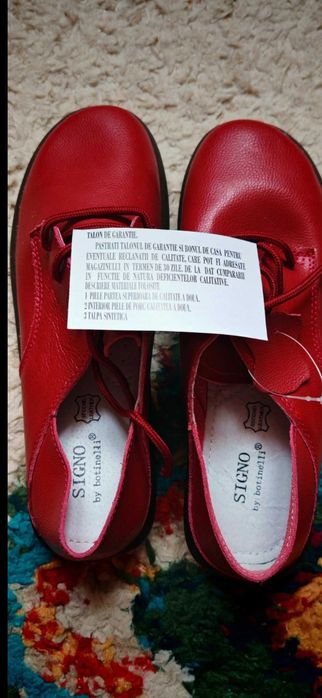 TALON DE GARANTIE.
PASTRATI TALONUL DE GARANTIE SI BONUL DE CASA PENTRU
EVENTUALE RECLANATII DE CALITATE, CARE POT FI ADRESATE
MAGAZINULUI IN TERMEN DE 30 ZILE, DE LA DAT CUMPARARII
IN FUNCTIE DE NATURA DEFICIENTELOR CALITATIVE.
DESCRIERE MATERIALE FOLOSITE
1 PIELE PARTEA SUPERIOARA DE CALITATE A DOUA.
2 INTERIOR PIELE DE PORC CALITATEA A DOUA.
3 TALPA SINTETICA
SIGNO
by botinelli®
SIGNO
by botinelli®